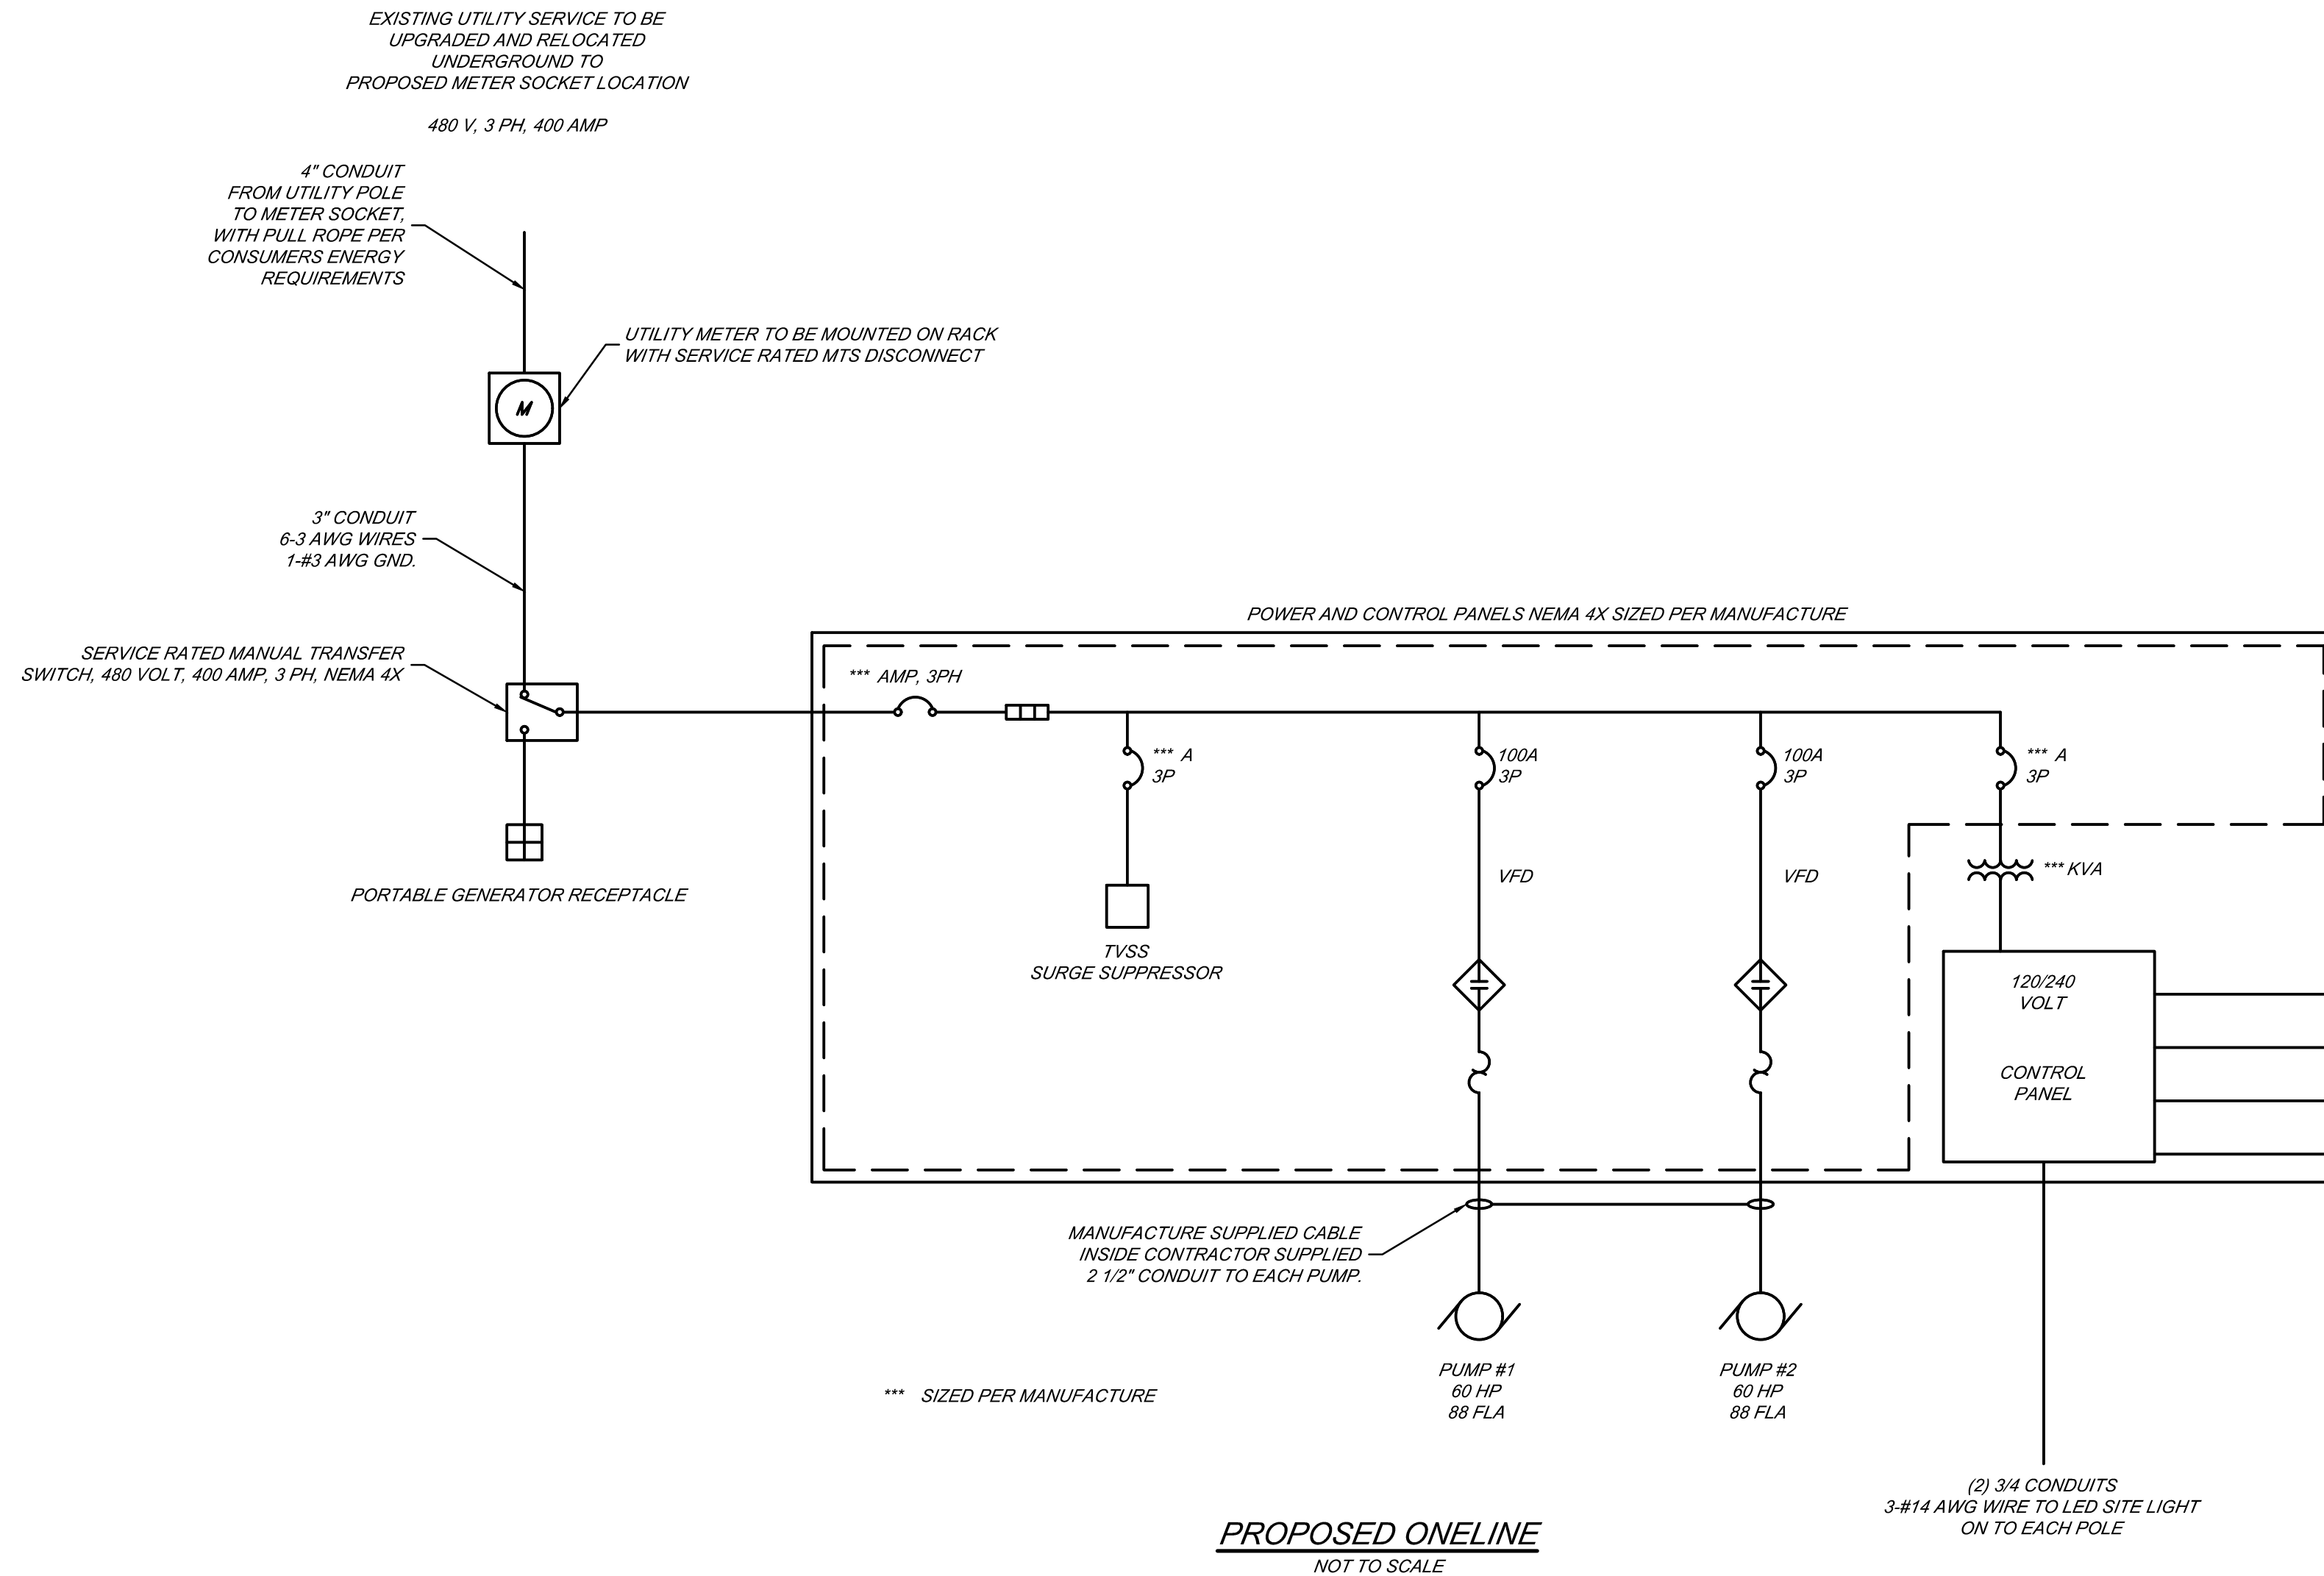 EXISTING UTILITY SERVICE TO BE
UPGRADED AND RELOCATED
UNDERGROUND TO
PROPOSED METER SOCKET LOCATION
480 V, 3 PH, 400 AMP
4" CONDUIT
FROM UTILITY POLE
TO METER SOCKET,
WITH PULL ROPE PER
CONSUMERS ENERGY
REQUIREMENTS
UTILITY METER TO BE MOUNTED ON RACK
WITH SERVICE RATED MTS DISCONNECT
M
3" CONDUIT
6-3 AWG WIRES
1-#3 AWG GND.
SERVICE RATED MANUAL TRANSFER
SWITCH, 480 VOLT, 400 AMP, 3 PH, NEMA 4X
PORTABLE GENERATOR RECEPTACLE
POWER AND CONTROL PANELS NEMA 4X SIZED PER MANUFACTURE
*** AMP, 3PH
*** A
3P
100A
3P
100A
3P
*** A
3P
VFD
VFD
*** KVA
TVSS
SURGE SUPPRESSOR
120/240
VOLT
CONTROL
PANEL
MANUFACTURE SUPPLIED CABLE
INSIDE CONTRACTOR SUPPLIED
2 1/2" CONDUIT TO EACH PUMP.
PUMP #1
60 HP
88 FLA
PUMP #2
60 HP
88 FLA
*** SIZED PER MANUFACTURE
(2) 3/4 CONDUITS
3-#14 AWG WIRE TO LED SITE LIGHT
ON TO EACH POLE
PROPOSED ONELINE
NOT TO SCALE